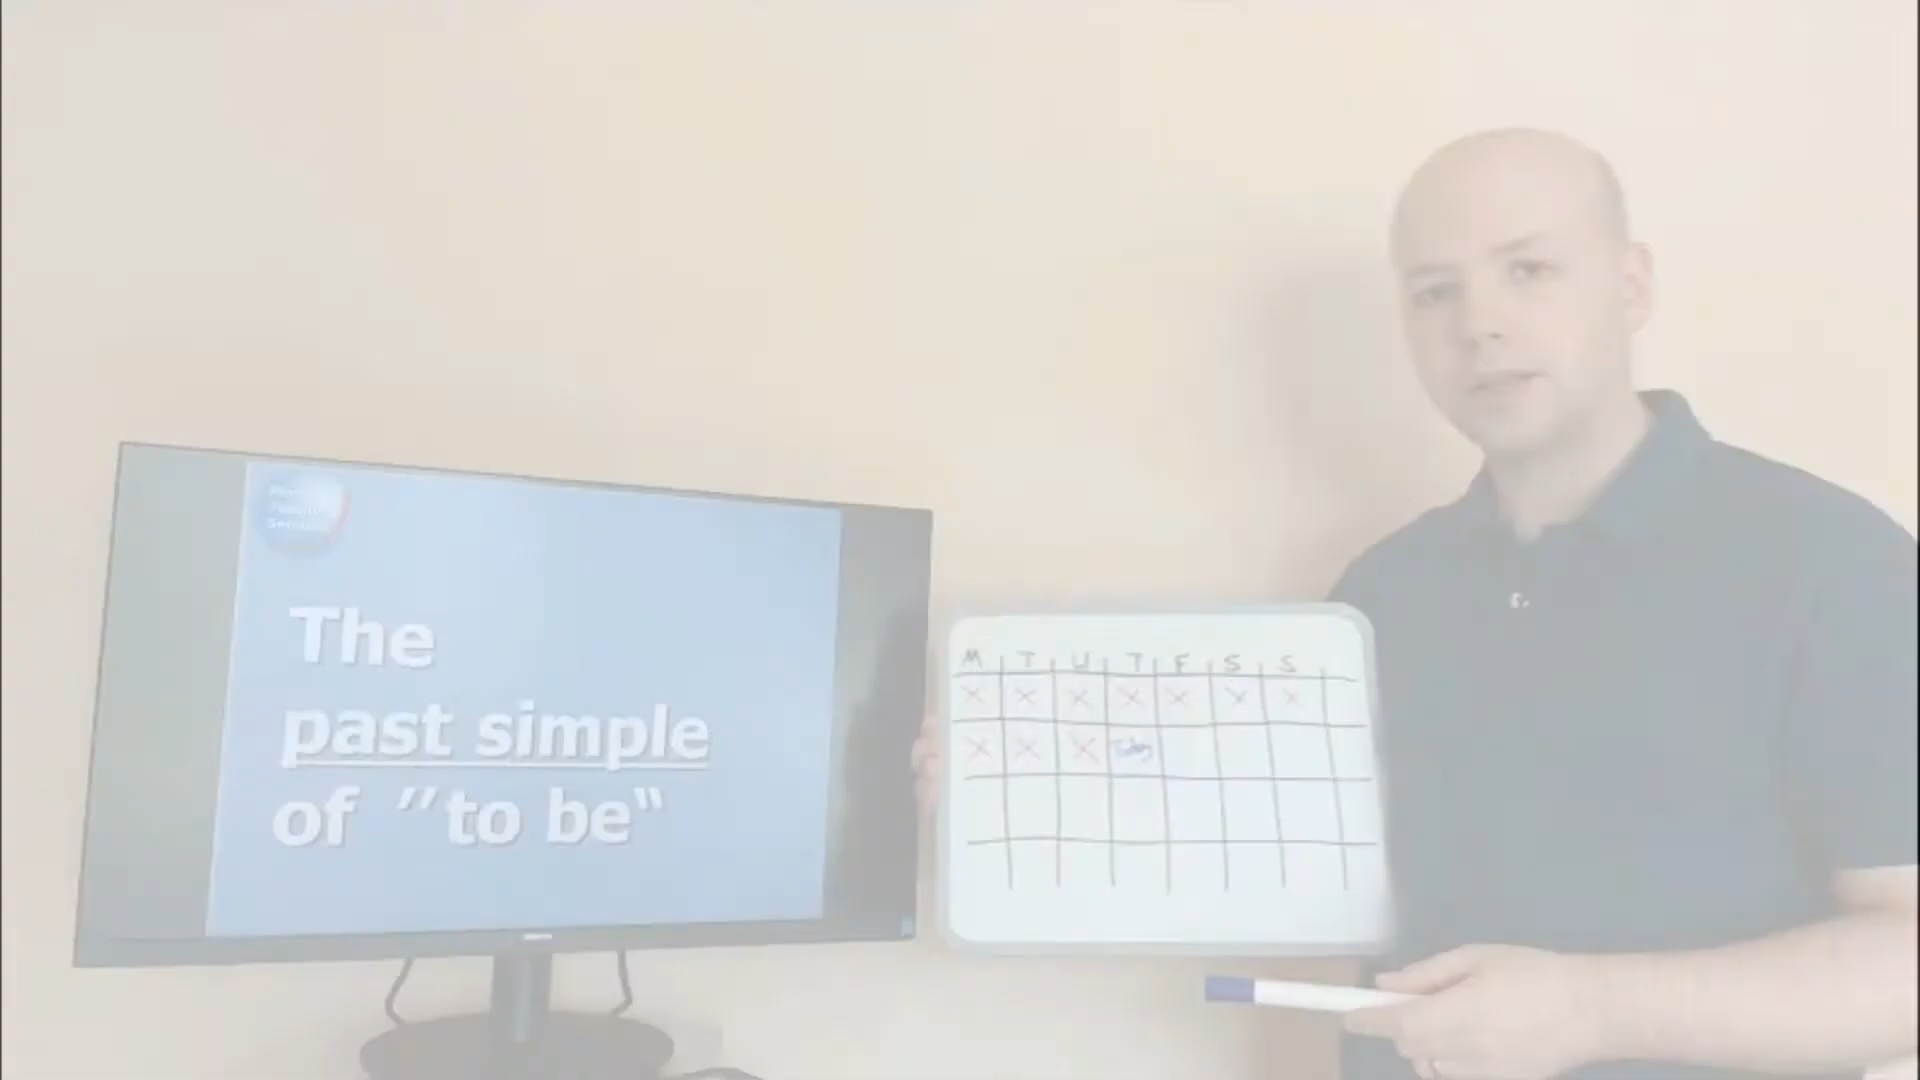 The
past simple
of "to be"
M T W T F S S
X X X X X X X
X X X Today